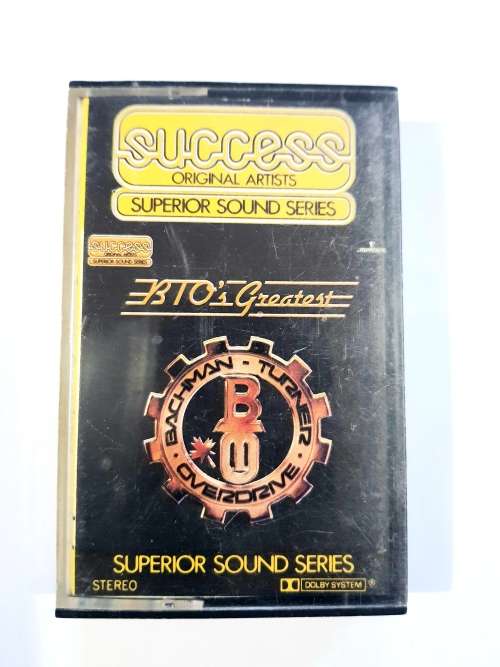 success
ORIGINAL ARTISTS
SUPERIOR SOUND SERIES
success
ORIGINAL ARTISTS
SUPERIOR SOUND SERIES
BTO's Greatest
BACHMAN · TURNER
· OVERDRIVE ·
BTO
SUPERIOR SOUND SERIES
STEREO
DOLBY SYSTEM ®